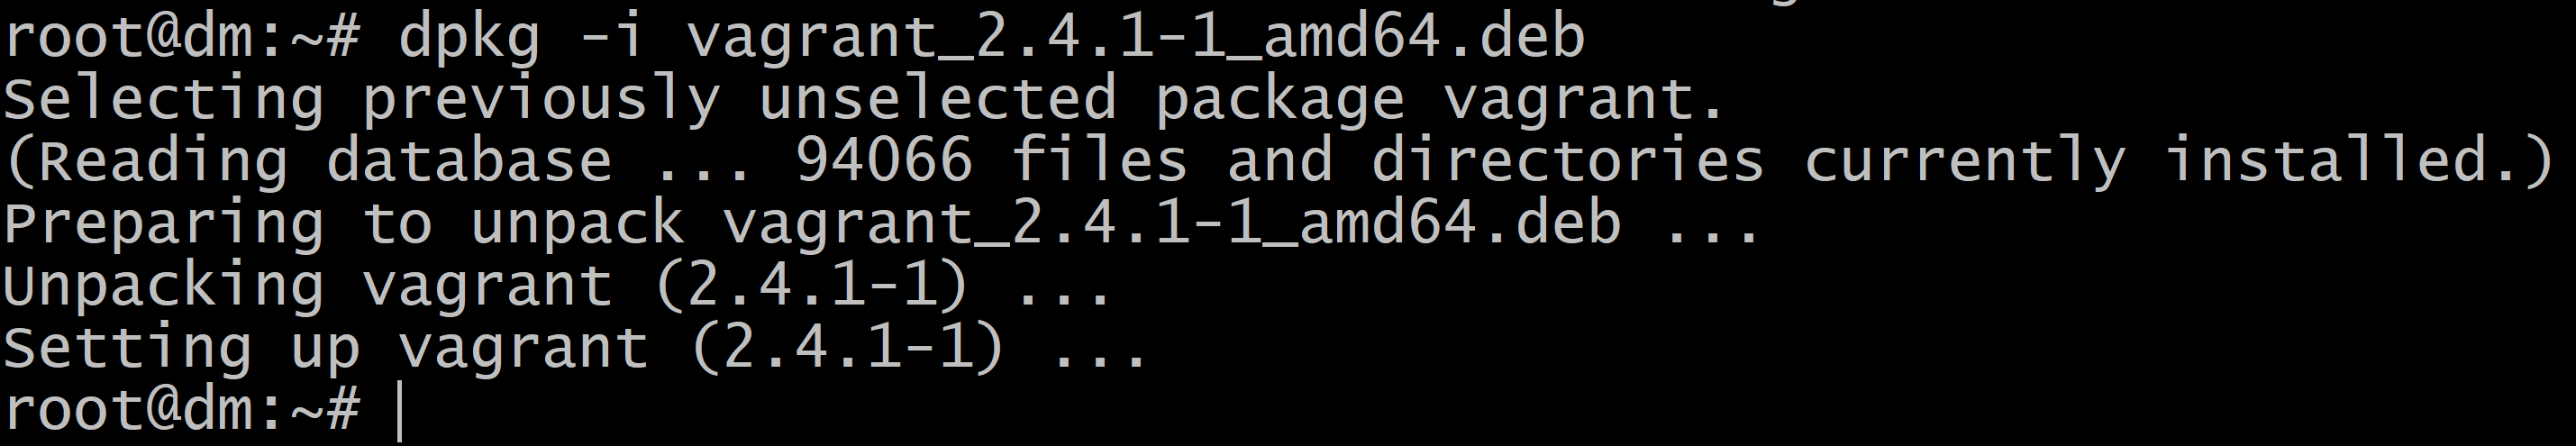 root@dm:~# dpkg -i vagrant_2.4.1-1_amd64.deb
Selecting previously unselected package vagrant.
(Reading database ... 94066 files and directories currently installed.)
Preparing to unpack vagrant_2.4.1-1_amd64.deb ...
Unpacking vagrant (2.4.1-1) ...
Setting up vagrant (2.4.1-1) ...
root@dm:~#